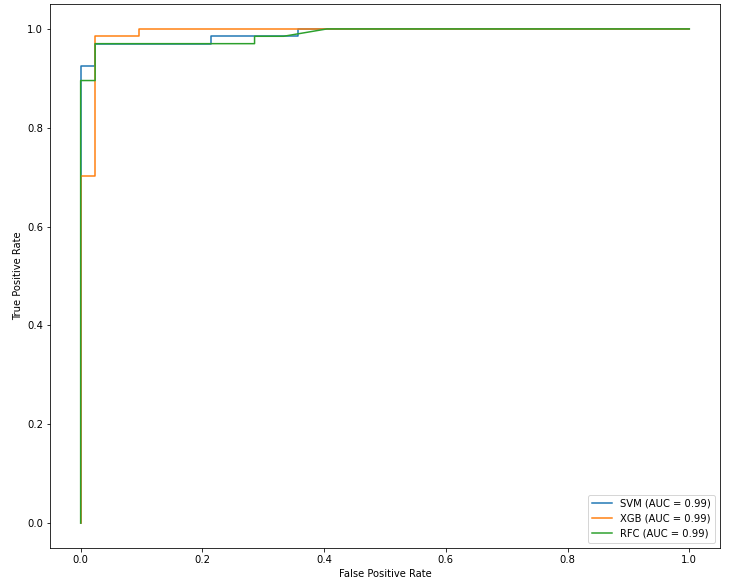 1.0
0.8
0.6
0.4
0.2
0.0
True Positive Rate
0.0 0.2 0.4 0.6 0.8 1.0
False Positive Rate
SVM (AUC = 0.99)
XGB (AUC = 0.99)
RFC (AUC = 0.99)